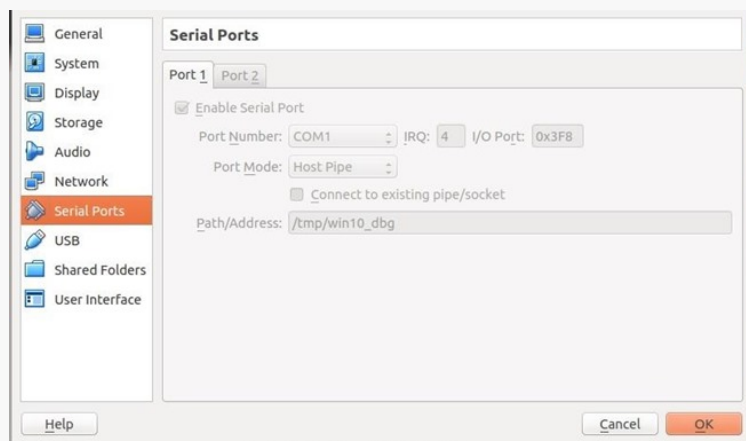 General
System
Display
Storage
Audio
Network
Serial Ports
USB
Shared Folders
User Interface
Serial Ports
Port 1 Port 2
Enable Serial Port
Port Number: COM1 IRQ: 4 I/O Port: 0x3F8
Port Mode: Host Pipe
Connect to existing pipe/socket
Path/Address: /tmp/win10_dbg
Help Cancel OK